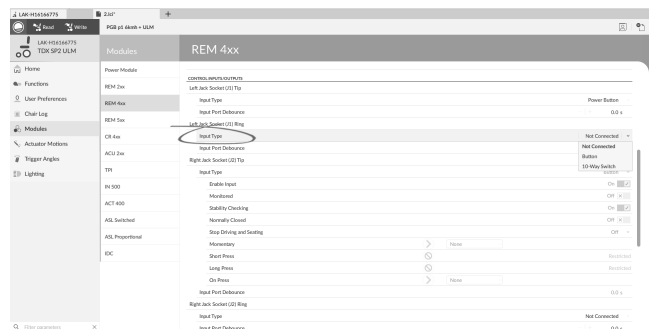 LAK-H16166775
2.lci*
+
Read
Write
PGB p1 6kmh + ULM
LAK-H16166775
TDX SP2 ULM
Modules
REM 4xx
Home
Functions
User Preferences
Chair Log
Modules
Actuator Motions
Trigger Angles
Lighting
Filter parameters
Power Module
REM 2xx
REM 4xx
REM 5xx
CR 4xx
ACU 2xx
TPI
IN 500
ACT 400
ASL Switched
ASL Proportional
IDC
CONTROL INPUTS/OUTPUTS
Left Jack Socket (J1) Tip
Input Type Power Button
Input Port Debounce 0.0 s
Left Jack Socket (J1) Ring
Input Type Not Connected
Input Port Debounce Not Connected
Button
10-Way Switch
Right Jack Socket (J2) Tip
Input Type Button
Enable Input On
Monitored Off
Stability Checking On
Normally Closed Off
Stop Driving and Seating Off
Momentary None
Short Press Restricted
Long Press Restricted
On Press None
Input Port Debounce 0.0 s
Right Jack Socket (J2) Ring
Input Type Not Connected
Input Port Debounce 0.0 s